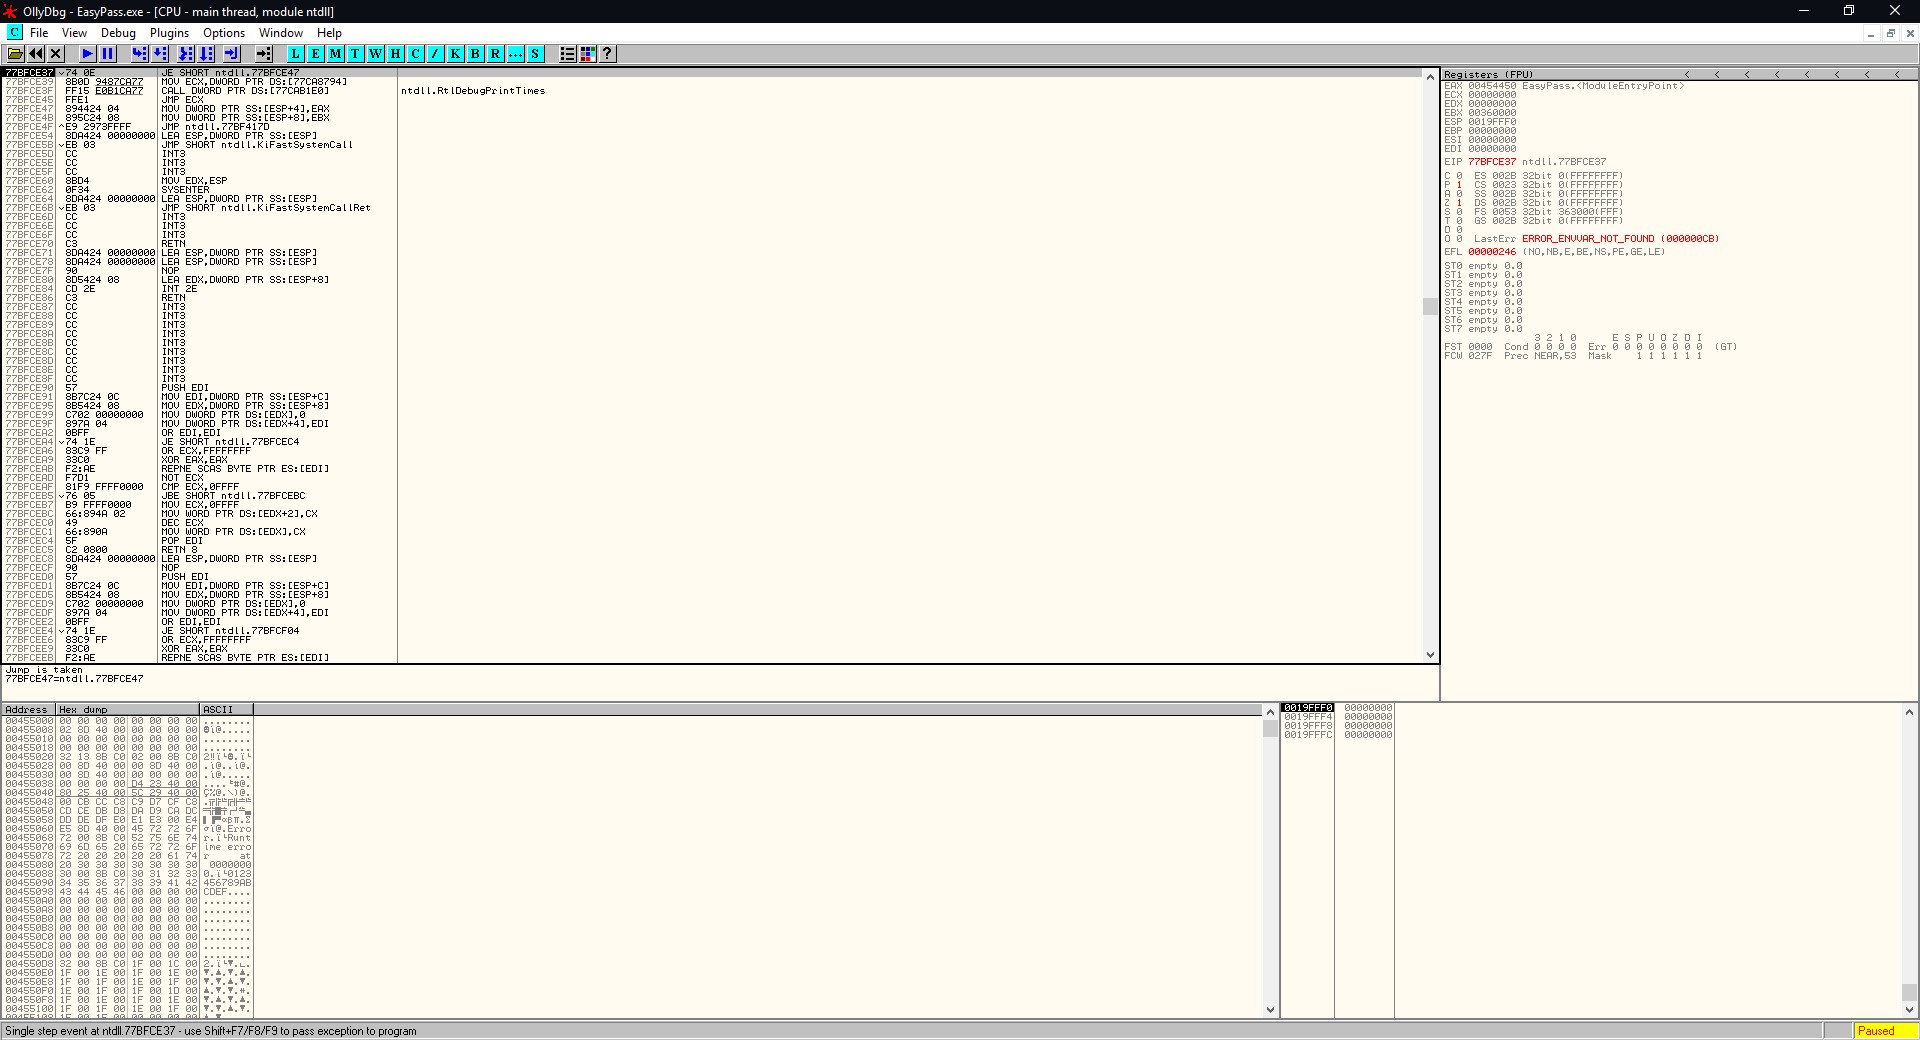 OllyDbg - EasyPass.exe - [CPU - main thread, module ntdll]
C File View Debug Plugins Options Window Help
L E M T W H C / K B R ... S ?
77BFCE37 74 0E JE SHORT ntdll.77BFCE47
77BFCE39 8B0D 9487CA77 MOV ECX,DWORD PTR DS:[77CA8794]
77BFCE3F FF15 E0B1CA77 CALL DWORD PTR DS:[77CAB1E0] ntdll.RtlDebugPrintTimes
77BFCE45 FFE1 JMP ECX
77BFCE47 894424 04 MOV DWORD PTR SS:[ESP+4],EAX
77BFCE4B 895C24 08 MOV DWORD PTR SS:[ESP+8],EBX
77BFCE4F ^E9 2973FFFF JMP ntdll.77BF417D
77BFCE54 8DA424 00000000 LEA ESP,DWORD PTR SS:[ESP]
77BFCE5B EB 03 JMP SHORT ntdll.KiFastSystemCall
77BFCE5D CC INT3
77BFCE5E CC INT3
77BFCE5F CC INT3
77BFCE60 8BD4 MOV EDX,ESP
77BFCE62 0F34 SYSENTER
77BFCE64 8DA424 00000000 LEA ESP,DWORD PTR SS:[ESP]
77BFCE6B EB 03 JMP SHORT ntdll.KiFastSystemCallRet
77BFCE6D CC INT3
77BFCE6E CC INT3
77BFCE6F CC INT3
77BFCE70 C3 RETN
77BFCE71 8DA424 00000000 LEA ESP,DWORD PTR SS:[ESP]
77BFCE78 8DA424 00000000 LEA ESP,DWORD PTR SS:[ESP]
77BFCE7F 90 NOP
77BFCE80 8D5424 08 LEA EDX,DWORD PTR SS:[ESP+8]
77BFCE84 CD 2E INT 2E
77BFCE86 C3 RETN
77BFCE87 CC INT3
77BFCE88 CC INT3
77BFCE89 CC INT3
77BFCE8A CC INT3
77BFCE8B CC INT3
77BFCE8C CC INT3
77BFCE8D CC INT3
77BFCE8E CC INT3
77BFCE8F CC INT3
77BFCE90 57 PUSH EDI
77BFCE91 8B7C24 0C MOV EDI,DWORD PTR SS:[ESP+C]
77BFCE95 8B5424 08 MOV EDX,DWORD PTR SS:[ESP+8]
77BFCE99 C702 00000000 MOV DWORD PTR DS:[EDX],0
77BFCE9F 897A 04 MOV DWORD PTR DS:[EDX+4],EDI
77BFCEA2 0BFF OR EDI,EDI
77BFCEA4 74 1E JE SHORT ntdll.77BFCEC4
77BFCEA6 83C9 FF OR ECX,FFFFFFFF
77BFCEA9 33C0 XOR EAX,EAX
77BFCEAB F2:AE REPNE SCAS BYTE PTR ES:[EDI]
77BFCEAD F7D1 NOT ECX
77BFCEAF 81F9 FFFF0000 CMP ECX,0FFFF
77BFCEB5 76 05 JBE SHORT ntdll.77BFCEBC
77BFCEB7 B9 FFFF0000 MOV ECX,0FFFF
77BFCEBC 66:894A 02 MOV WORD PTR DS:[EDX+2],CX
77BFCEC0 49 DEC ECX
77BFCEC1 66:890A MOV WORD PTR DS:[EDX],CX
77BFCEC4 5F POP EDI
77BFCEC5 C2 0800 RETN 8
77BFCEC8 8DA424 00000000 LEA ESP,DWORD PTR SS:[ESP]
77BFCECF 90 NOP
77BFCED0 57 PUSH EDI
77BFCED1 8B7C24 0C MOV EDI,DWORD PTR SS:[ESP+C]
77BFCED5 8B5424 08 MOV EDX,DWORD PTR SS:[ESP+8]
77BFCED9 C702 00000000 MOV DWORD PTR DS:[EDX],0
77BFCEDF 897A 04 MOV DWORD PTR DS:[EDX+4],EDI
77BFCEE2 0BFF OR EDI,EDI
77BFCEE4 74 1E JE SHORT ntdll.77BFCF04
77BFCEE6 83C9 FF OR ECX,FFFFFFFF
77BFCEE9 33C0 XOR EAX,EAX
77BFCEEB F2:AE REPNE SCAS BYTE PTR ES:[EDI]
Jump is taken
77BFCE47=ntdll.77BFCE47
Registers (FPU) < < < < < < < <
EAX 00454450 EasyPass.<ModuleEntryPoint>
ECX 00000000
EDX 00000000
EBX 00360000
ESP 0019FFF0
EBP 00000000
ESI 00000000
EDI 00000000
EIP 77BFCE37 ntdll.77BFCE37
C 0 ES 002B 32bit 0(FFFFFFFF)
P 1 CS 0023 32bit 0(FFFFFFFF)
A 0 SS 002B 32bit 0(FFFFFFFF)
Z 1 DS 002B 32bit 0(FFFFFFFF)
S 0 FS 0053 32bit 363000(FFF)
T 0 GS 002B 32bit 0(FFFFFFFF)
D 0
O 0 LastErr ERROR_ENVVAR_NOT_FOUND (000000CB)
EFL 00000246 (NO,NB,E,BE,NS,PE,GE,LE)
ST0 empty 0.0
ST1 empty 0.0
ST2 empty 0.0
ST3 empty 0.0
ST4 empty 0.0
ST5 empty 0.0
ST6 empty 0.0
ST7 empty 0.0
3 2 1 0 E S P U O Z D I
FST 0000 Cond 0 0 0 0 Err 0 0 0 0 0 0 0 0 (GT)
FCW 027F Prec NEAR,53 Mask 1 1 1 1 1 1
Address Hex dump ASCII
00455000 00 00 00 00 00 00 00 00 ........
00455008 02 8D 40 00 00 00 00 00
00455010 00 00 00 00 00 00 00 00 ........
00455018 00 00 00 00 00 00 00 00 ........
00455020 32 13 8B C0 02 00 8B C0
00455028 00 8D 40 00 00 8D 40 00 .ì@..ì@.
00455030 00 8D 40 00 00 00 00 00 .ì@.....
00455038 00 00 00 00 D4 23 40 00
00455040 80 25 40 00 5C 29 40 00 Ç%@.\)@.
00455048 00 CB CC C8 C9 D7 CF C8
00455050 CD CE DB D8 DA D9 CA DC
00455058 DD DE DF E0 E1 E3 00 E4
00455060 E5 8D 40 00 45 72 72 6F σì@.Erro
00455068 72 00 8B C0 52 75 6E 74 r.ï└Runt
00455070 69 6D 65 20 65 72 72 6F ime erro
00455078 72 20 20 20 20 20 61 74 r     at
00455080 20 30 30 30 30 30 30 30 0000000
00455088 30 00 8B C0 30 31 32 33 0.ï└0123
00455090 34 35 36 37 38 39 41 42 456789AB
00455098 43 44 45 46 00 00 00 00 CDEF....
004550A0 00 00 00 00 00 00 00 00 ........
004550A8 00 00 00 00 00 00 00 00 ........
004550B0 00 00 00 00 00 00 00 00 ........
004550B8 00 00 00 00 00 00 00 00 ........
004550C0 00 00 00 00 00 00 00 00 ........
004550C8 00 00 00 00 00 00 00 00 ........
004550D0 00 00 00 00 00 00 00 00 ........
004550D8 32 00 8B C0 1F 00 1C 00 2.ï└▼.∟.
004550E0 1F 00 1E 00 1F 00 1E 00 ▼.▲.▼.▲.
004550E8 1F 00 1F 00 1E 00 1F 00 ▼.▼.▲.▼.
004550F0 1E 00 1F 00 1F 00 1D 00 ▲.▼.▼.↔.
004550F8 1F 00 1E 00 1F 00 1E 00 ▼.▲.▼.▲.
00455100 1F 00 1F 00 1E 00 1F 00 ▼.▼.▲.▼.
0019FFF0 00000000
0019FFF4 00000000
0019FFF8 00000000
0019FFFC 00000000
Single step event at ntdll.77BFCE37 - use Shift+F7/F8/F9 to pass exception to program
Paused